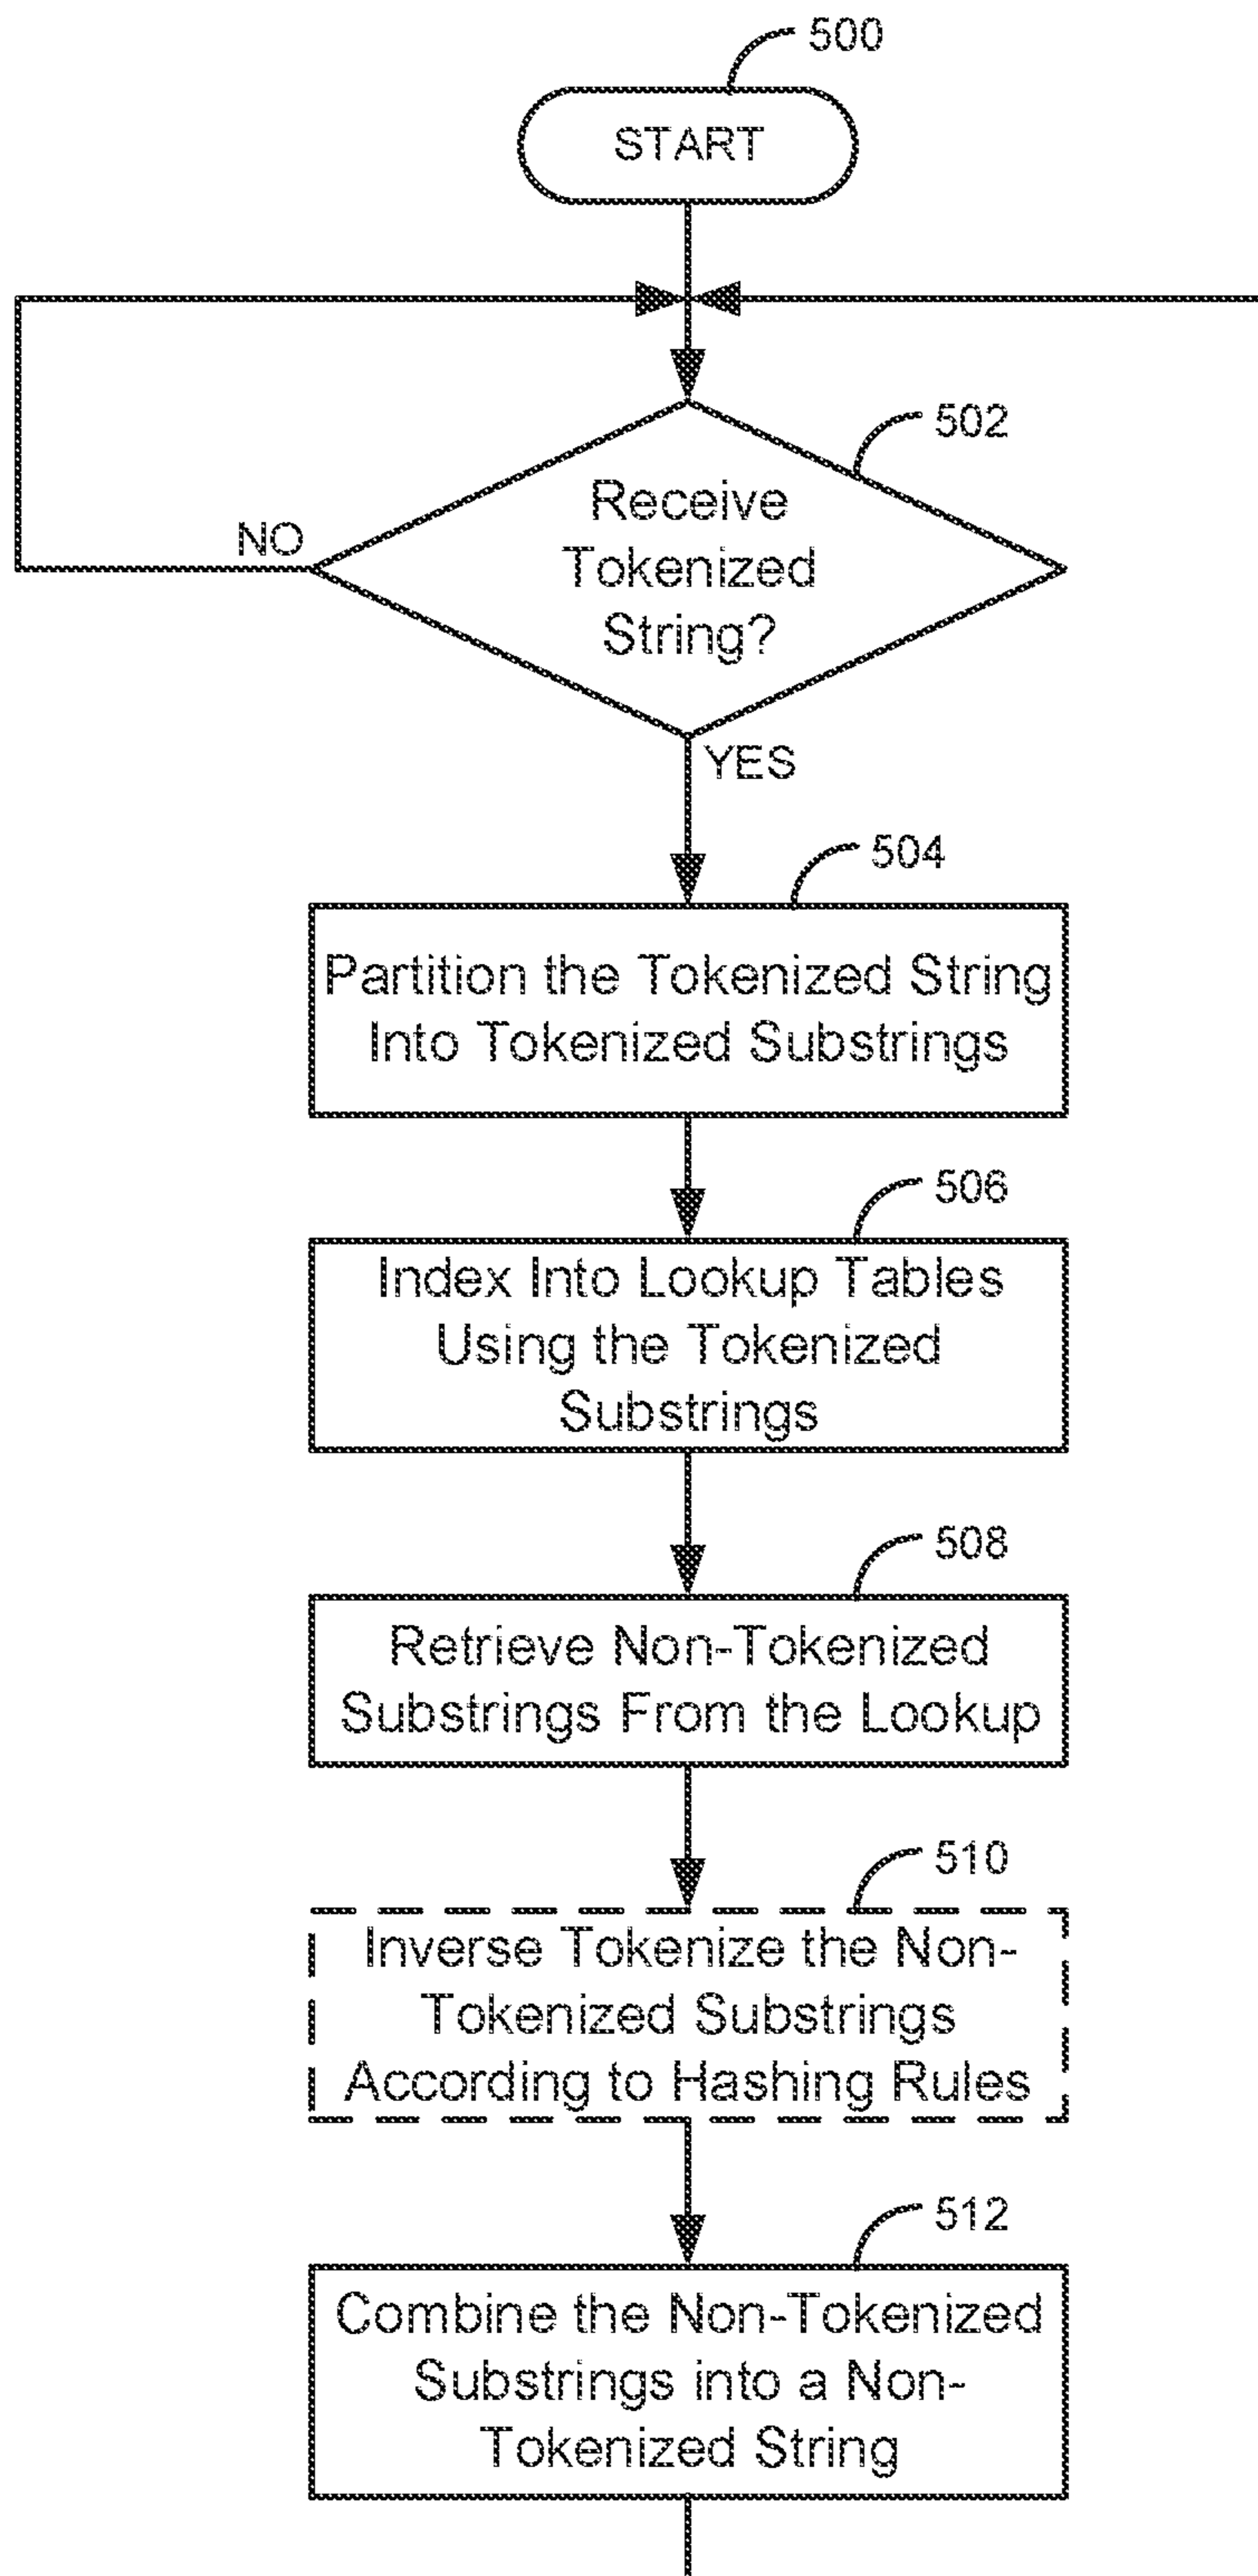 500
START
502
Receive
Tokenized
String?
NO
YES
504
Partition the Tokenized String
Into Tokenized Substrings
506
Index Into Lookup Tables
Using the Tokenized
Substrings
508
Retrieve Non-Tokenized
Substrings From the Lookup
510
Inverse Tokenize the Non-
Tokenized Substrings
According to Hashing Rules
512
Combine the Non-Tokenized
Substrings into a Non-
Tokenized String